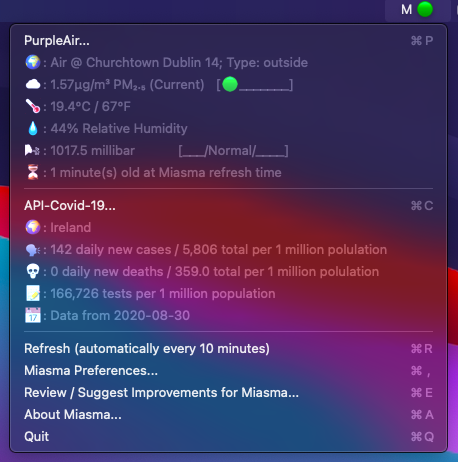 M
PurpleAir... ⌘ P
: Air @ Churchtown Dublin 14; Type: outside
: 1.57µg/m³ PM₂.₅ (Current) [_______]
: 19.4°C / 67°F
: 44% Relative Humidity
: 1017.5 millibar [___/Normal/____]
: 1 minute(s) old at Miasma refresh time
API-Covid-19... ⌘ C
: Ireland
: 142 daily new cases / 5,806 total per 1 million polulation
: 0 daily new deaths / 359.0 total per 1 million polulation
: 166,726 tests per 1 million population
: Data from 2020-08-30
Refresh (automatically every 10 minutes) ⌘ R
Miasma Preferences... ⌘ ,
Review / Suggest Improvements for Miasma... ⌘ E
About Miasma... ⌘ A
Quit ⌘ Q